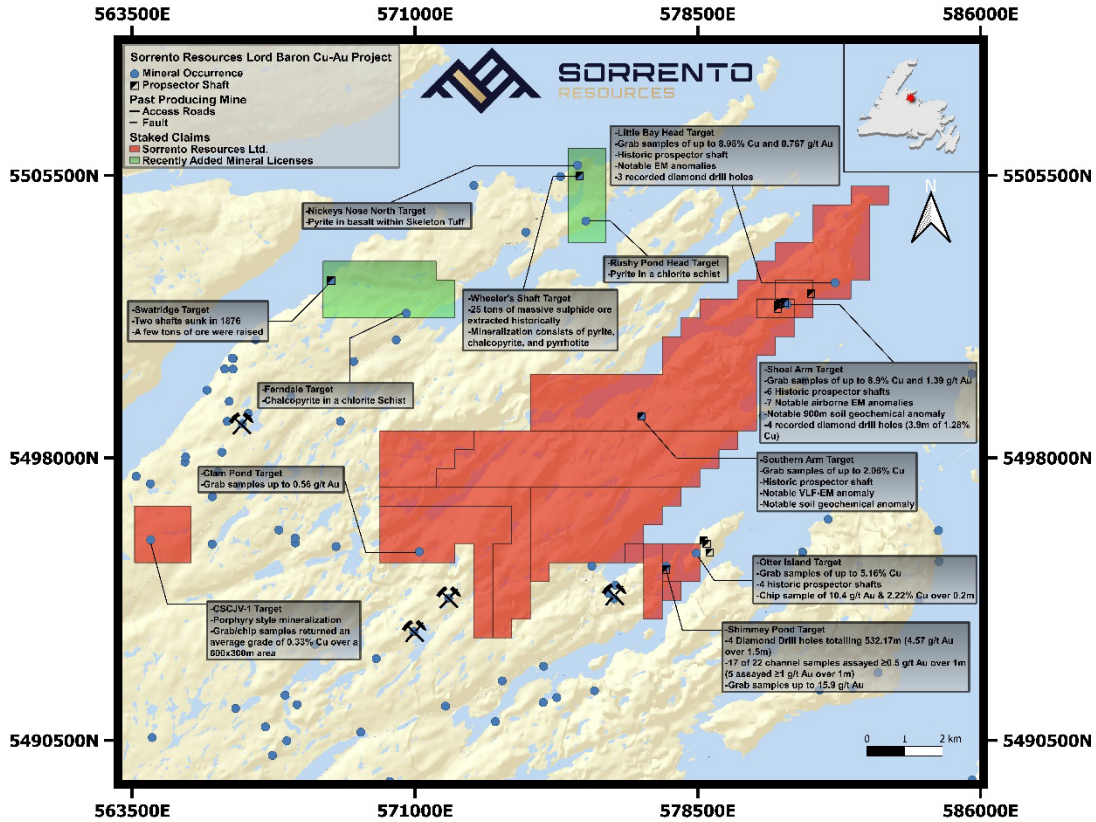 563500E
571000E
578500E
586000E
Sorrento Resources Lord Baron Cu-Au Project
Mineral Occurrence
Propsector Shaft
Past Producing Mine
Access Roads
Fault
Staked Claims
Sorrento Resources Ltd.
Recently Added Mineral Licenses
SORRENTO
RESOURCES
-Little Bay Head Target
-Grab samples of up to 8.98% Cu and 0.767 g/t Au
-Historic prospector shaft
-Notable EM anomalies
-3 recorded diamond drill holes
5505500N
5505500N
N
-Nickeys Nose North Target
-Pyrite in basalt within Skeleton Tuff
-Rushy Pond Head Target
-Pyrite in a chlorite schist
-Swatridge Target
-Two shafts sunk in 1876
-A few tons of ore were raised
-Wheeler's Shaft Target
-25 tons of massive sulphide ore
extracted historically
-Mineralization consists of pyrite,
chalcopyrite, and pyrrhotite
-Ferndale Target
-Chalcopyrite in a chlorite Schist
-Shoal Arm Target
-Grab samples of up to 8.9% Cu and 1.39 g/t Au
-6 Historic prospector shafts
-7 Notable airborne EM anomalies
-Notable 900m soil geochemical anomaly
-4 recorded diamond drill holes (3.9m of 1.28%
Cu)
5498000N
5498000N
-Clam Pond Target
-Grab samples up to 0.56 g/t Au
-Southern Arm Target
-Grab samples of up to 2.06% Cu
-Historic prospector shaft
-Notable VLF-EM anomaly
-Notable soil geochemical anomaly
-Otter Island Target
-Grab samples of up to 5.16% Cu
-4 historic prospector shafts
-Chip sample of 10.4 g/t Au & 2.22% Cu over 0.2m
-CSCJV-1 Target
-Porphyry style mineralization
-Grab/chip samples returned an
average grade of 0.33% Cu over a
600x300m area
-Shimmey Pond Target
-4 Diamond Drill holes totalling 532.17m (4.57 g/t Au
over 1.5m)
-17 of 22 channel samples assayed ≥0.5 g/t Au over 1m
(5 assayed ≥1 g/t Au over 1m)
-Grab samples up to 15.9 g/t Au
5490500N
5490500N
0 1 2 km
563500E
571000E
578500E
586000E